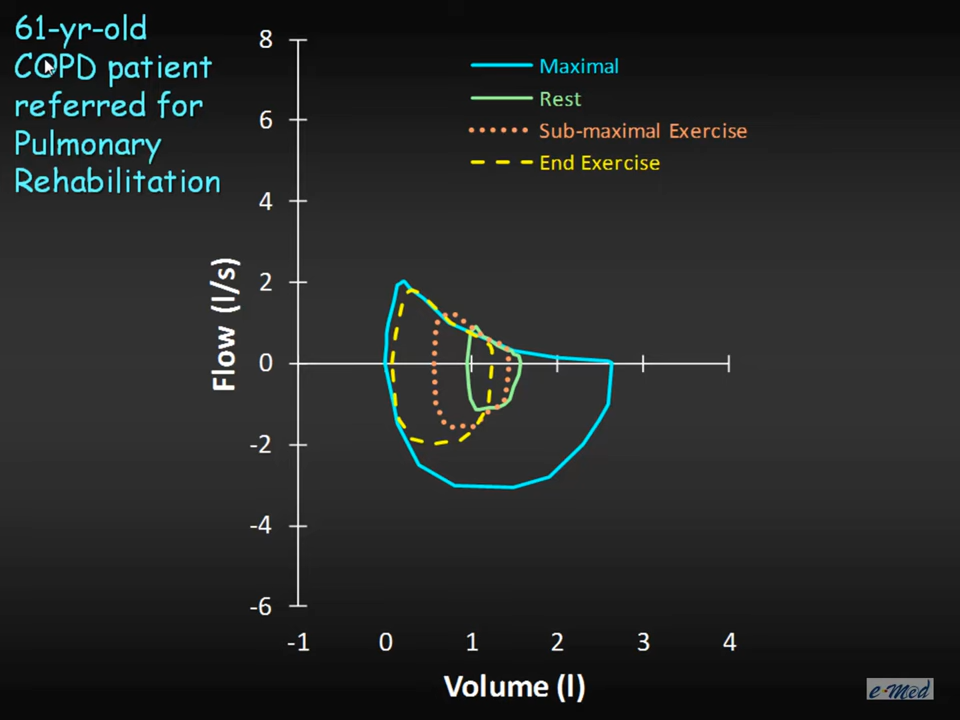 61-yr-old
COPD patient
referred for
Pulmonary
Rehabilitation
Maximal
Rest
Sub-maximal Exercise
End Exercise
Flow (l/s)
8
6
4
2
0
-2
-4
-6
-1 0 1 2 3 4
Volume (l)
e-Med